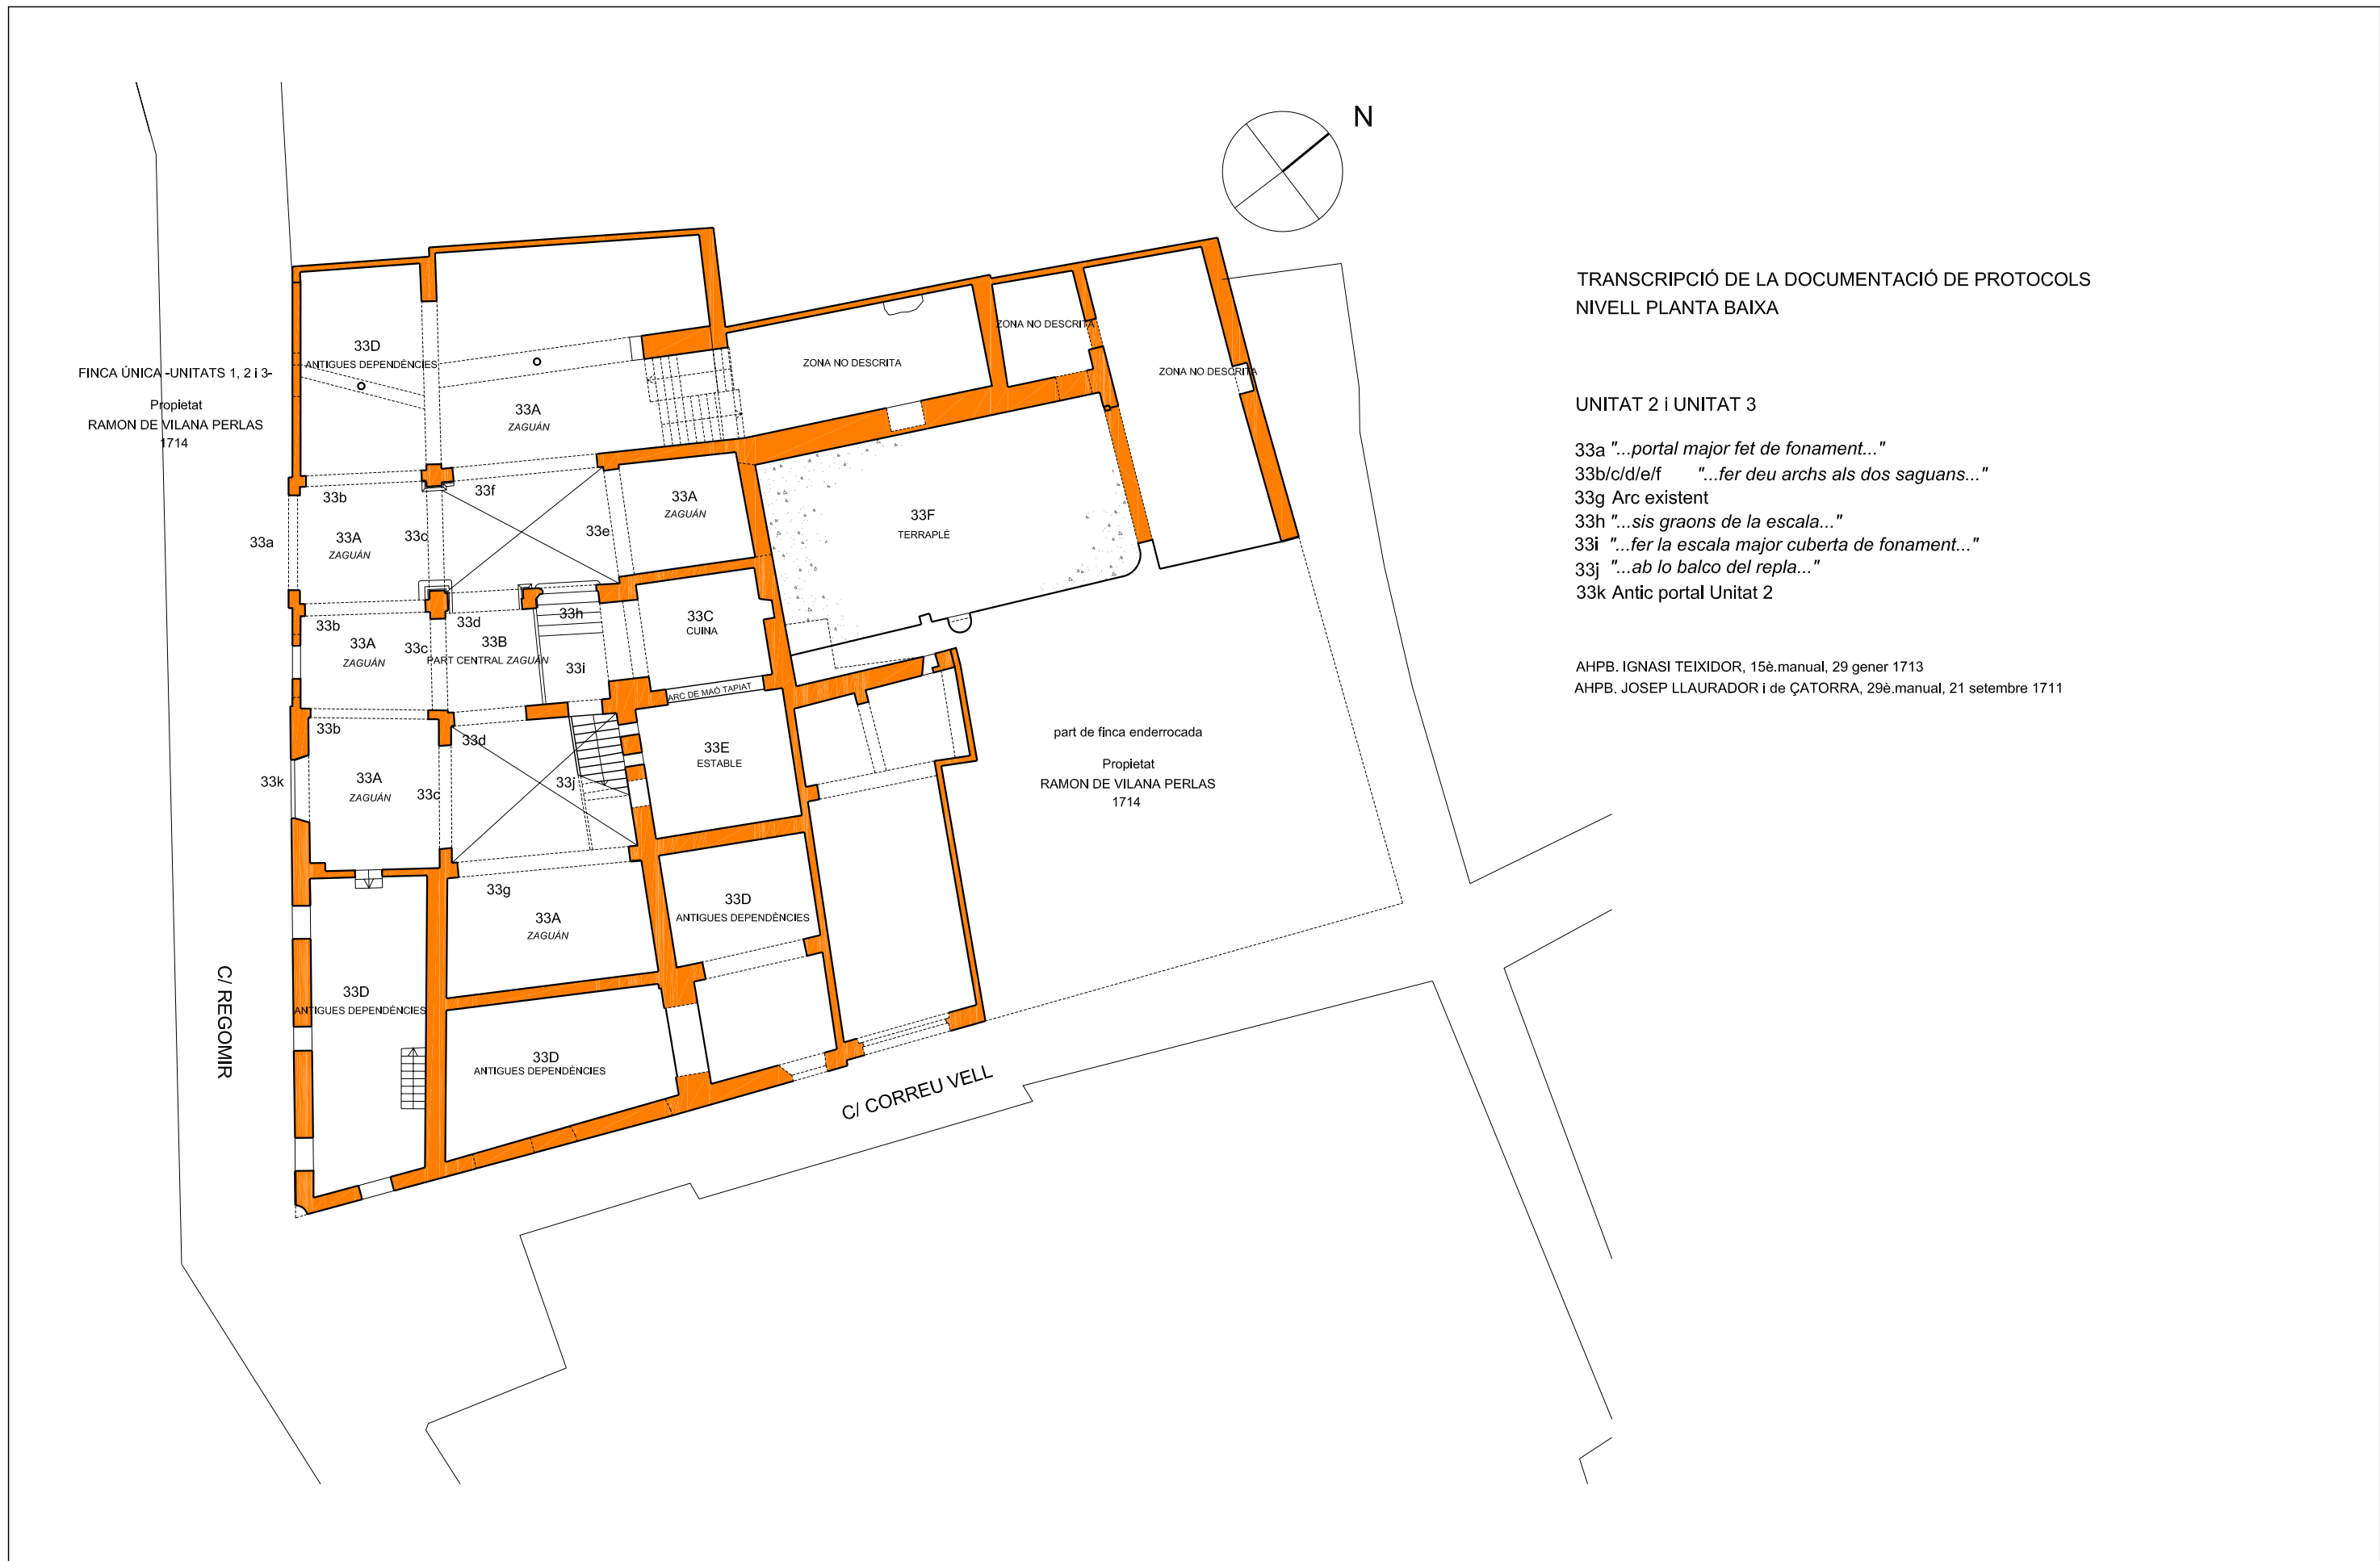 N
TRANSCRIPCIÓ DE LA DOCUMENTACIÓ DE PROTOCOLS
NIVELL PLANTA BAIXA
UNITAT 2 i UNITAT 3
33a "...portal major fet de fonament..."
33b/c/d/e/f "...fer deu archs als dos saguans..."
33g Arc existent
33h "...sis graons de la escala..."
33i "...fer la escala major cuberta de fonament..."
33j "...ab lo balco del repla..."
33k Antic portal Unitat 2
AHPB. IGNASI TEIXIDOR, 15è.manual, 29 gener 1713
AHPB. JOSEP LLAURADOR i de ÇATORRA, 29è.manual, 21 setembre 1711
FINCA ÚNICA -UNITATS 1, 2 i 3-
Propietat
RAMON DE VILANA PERLAS
1714
33D
ANTIGUES DEPENDÈNCIES
33A
ZAGUÁN
ZONA NO DESCRITA
ZONA NO DESCRITA
ZONA NO DESCRITA
33b
33f
33A
ZAGUÁN
33a
33A
ZAGUÁN
33c
33e
33F
TERRAPLÈ
33b
33A
ZAGUÁN
33c
33d
33B
PART CENTRAL ZAGUÁN
33h
33i
33C
CUINA
ARC DE MAÓ TAPIAT
33b
33d
33E
ESTABLE
33k
33A
ZAGUÁN
33c
33j
part de finca enderrocada
Propietat
RAMON DE VILANA PERLAS
1714
33g
33A
ZAGUÁN
33D
ANTIGUES DEPENDÈNCIES
33D
ANTIGUES DEPENDÈNCIES
33D
ANTIGUES DEPENDÈNCIES
C/ REGOMIR
C/ CORREU VELL